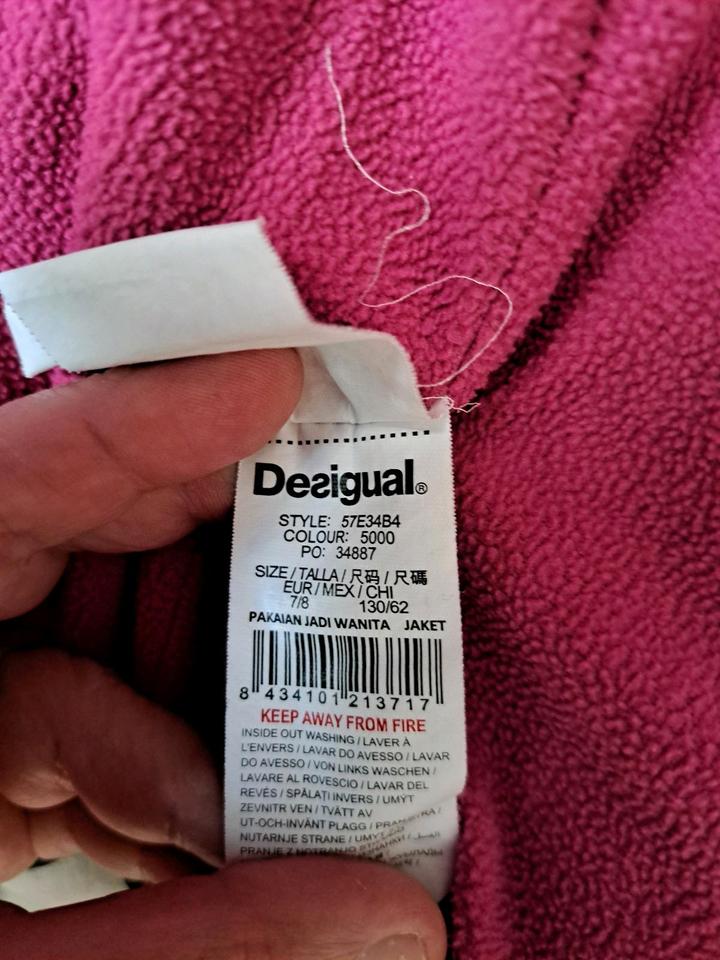 Desigual®
STYLE: 57E34B4
COLOUR: 5000
PO: 34887
SIZE / TALLA / 尺码 / 尺碼
EUR / MEX / CHI
7/8 130/62
PAKAIAN JADI WANITA JAKET
8 434101 213717
KEEP AWAY FROM FIRE
INSIDE OUT WASHING / LAVER À
L'ENVERS / LAVAR DO AVESSO / LAVAR
DO AVESSO / VON LINKS WASCHEN /
LAVARE AL ROVESCIO / LAVAR DEL
REVÉS / SPĂLAȚI INVERS / UMÝT
ZEVNITR VEN / TVÄTT AV
UT-OCH-INVÄNT PLAGG /
NUTARNJE STRANE /
PRANJE Z NOTRANJO